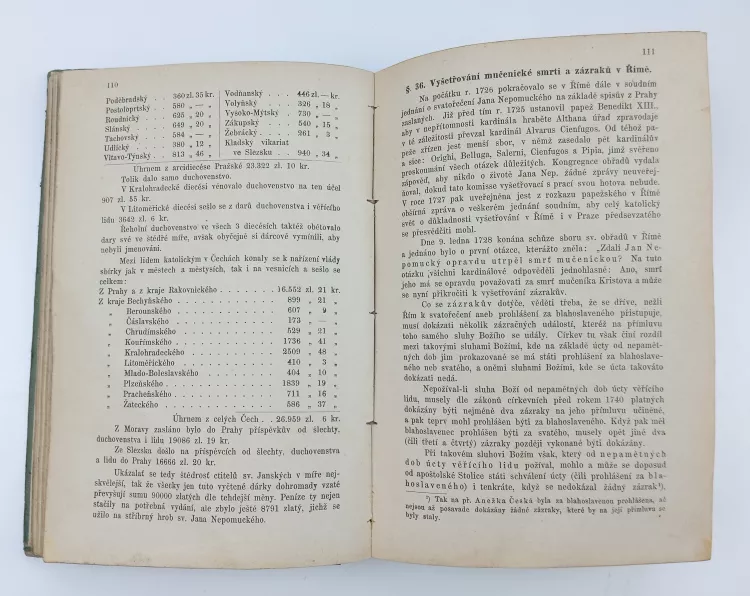 110
Poděbradský . . 360 zl. 35 kr.
Postoloprtský . . 580 „ — „
Roudnický . . . 625 „ 20 „
Slánský . . . . 649 „ 20 „
Tachovský . . . 584 „ — „
Udlický . . . . 380 „ 12 „
Vltavo-Týnský . . 813 „ 46 „
Vodňanský . . . 446 zl. — kr.
Volyňský . . . 326 „ 18 „
Vysoko-Mýtský . 730 „ — „
Zákupský . . . 540 „ 15 „
Žebrácký . . . 261 „ 3 „
Kladský vikariat
ve Slezsku . . 940 „ 34 „
Úhrnem z arcidiecése Pražské 23.322 zl. 10 kr.
Tolik dalo samo duchovenstvo.
V Kralohradecké diecési věnovalo duchovenstvo na ten účel
907 zl. 55 kr.
V Litoměřické diecési sešlo se z darů duchovenstva i věřícího
lidu 3642 zl. 6 kr.
Řeholní duchovenstvo ve všech 3 diecésích taktéž obětovalo
dary své ve štědré míře, avšak obyčejně si dárcové vymínili, aby
nebyli jmenováni.
Mezi lidem katolickým v Čechách konaly se k nařízení vlády
sbírky jak v městech a městysích, tak i na vesnicích a sešlo se
celkem:
Z Prahy a z kraje Rakovnického . . . . . . 16.552 zl. 21 kr.
Z kraje Bechyňského . . . . . . . . . 899 „ 21 „
„ Berounského . . . . . . . . . 607 „ 9 „
„ Čáslavského . . . . . . . . . 173 „ — „
„ Chrudimského . . . . . . . . . 529 „ 21 „
„ Kouřimského . . . . . . . . . 1736 „ 41 „
„ Kralohradeckého . . . . . . . . 2509 „ 48 „
„ Litoměřického . . . . . . . . . 410 „ 3 „
„ Mlado-Boleslavského . . . . . . . 404 „ 10 „
„ Plzeňského . . . . . . . . . 1839 „ 19 „
„ Pracheňského . . . . . . . . . 711 „ 16 „
„ Žateckého . . . . . . . . . . 586 „ 37 „
Úhrnem z celých Čech . . 26.959 zl. 6 kr.
Z Moravy zasláno bylo do Prahy příspěvků od šlechty,
duchovenstva i lidu 19086 zl. 19 kr.
Ze Slezska došlo na příspěvcích od šlechty, duchovenstva
a lidu do Prahy 16666 zl. 20 kr.
Ukázalať se tedy štědrost ctitelů sv. Janských v míře nej-
skvělejší, tak že všecky jen tuto vyčtené dárky dohromady vzaté
převyšují sumu 90000 zlatých dle tehdejší měny. Peníze ty nejen
stačily na potřebná vydání, ale zbylo ještě 8791 zlatý, jichž se
užilo na stříbrný hrob sv. Jana Nepomuckého.
111
§ 36. Vyšetřování mučenické smrti a zázraků v Římě.
Na počátku r. 1726 pokračovalo se v Římě dále v soudním
jednání o svatořečení Jana Nepomuckého na základě spisův z Prahy
zaslaných. Již před tím r. 1725 ustanovil papež Benedikt XIII.,
aby v nepřítomnosti kardinála hraběte Althana úřad zpravodaje
v té záležitosti převzal kardinál Alvarus Cienfugos. Od téhož pa-
peže zřízen jest menší sbor, v němž zasedalo pět kardinálův
a sice: Orighi, Belluga, Salerni, Cienfugos a Pipia, jimž svěřeno
proskoumání všech otázek důležitých. Kongregace obřadů vydala
zápověď, aby nikdo o životě Jana Nep. žádné zprávy neuveřej-
ňoval, dokud tato komisse vyšetřovací s prací svou hotova nebude.
V roce 1727 pak uveřejněna jest z rozkazu papežského v Římě
obšírná zpráva o veškerém jednání soudním, aby celý katolický
svět o důkladnosti vyšetřování v Římě i v Praze předsevzatého
se přesvědčiti mohl.
Dne 9. ledna 1728 konána schůze sboru sv. obřadů v Římě
a jednáno bylo o první otázce, kterážto zněla: „Zdali Jan Ne-
pomucký opravdu utrpěl smrť mučenickou? Na tuto
otázku všichni kardinálové odpověděli jednohlasně: Ano, smrť
jeho má se opravdu považovati za smrť mučeníka Kristova a může
se nyní přikročiti k vyšetřování zázrakův.
Co se zázrakův dotýče, věděti třeba, že se dříve, nežli
Řím k svatořečení aneb prohlášení za blahoslaveného přistupuje,
musí dokázati několik zázračných událostí, kteréž na přímluvu
toho samého sluhy Božího se udály. Církev tu však činí rozdíl
mezi takovými sluhami Božími, kde na základě úcty od nepamět-
ných dob jim prokazované se má státi prohlášení za blahoslave-
ného neb svatého, a oněmi sluhami Božími, kde se úcta takováto
dokázati nedá.
Nepožíval-li sluha Boží od nepamětných dob úcty věřícího
lidu, musely dle zákonů církevních před rokem 1740 platných
dokázány býti nejméně dva zázraky na jeho přímluvu učiněné,
a pak teprv mohl prohlášen býti za blahoslaveného. Když pak měl
blahoslavenec prohlášen býti za svatého, musely opět jiné dva
(čili třetí a čtvrtý) zázraky později vykonané býti dokázány.
Při takovém sluhovi Božím však, který od nepamětných
dob úcty věřícího lidu požíval, mohlo a může se doposud
od apoštolské Stolice státi schválení úcty (čili prohlášení za bla-
hoslaveného) i tenkráte, když se nedokázal žádný zázrak¹),
¹) Tak na př. Anežka Česká byla za blahoslavenou prohlášena, ač
nejsou až posavade dokázány žádné zázraky, které by na její přímluvu se
byly staly.